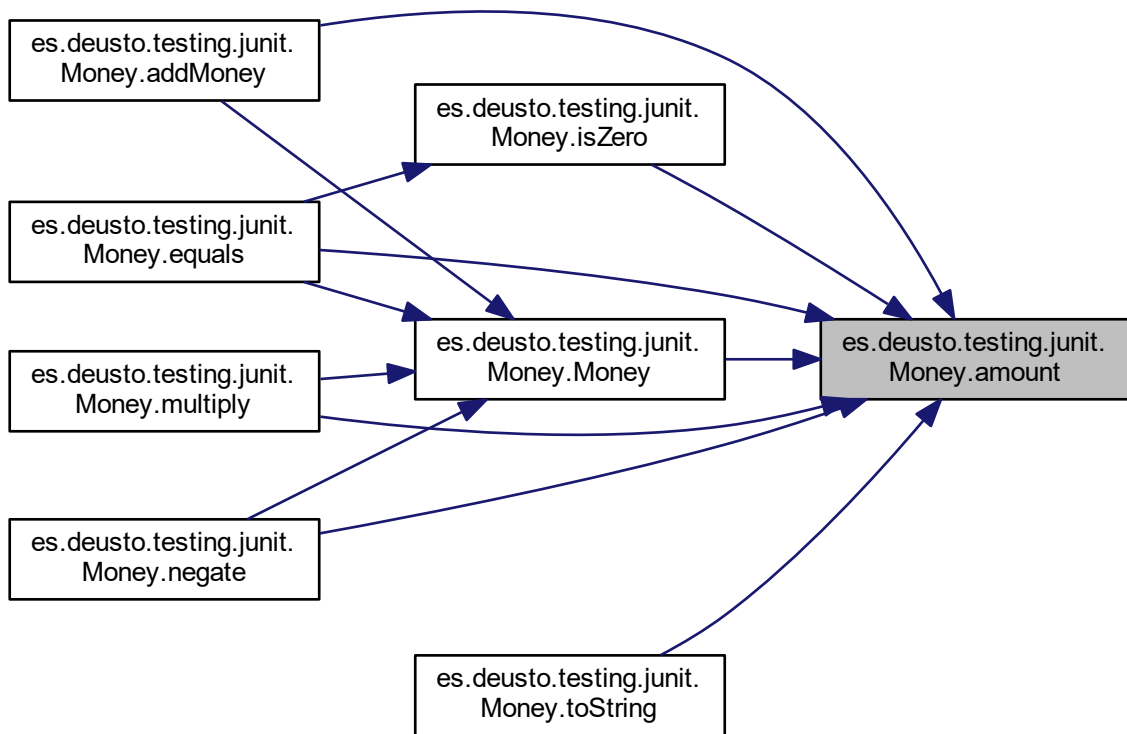 es.deusto.testing.junit.
Money.addMoney
es.deusto.testing.junit.
Money.isZero
es.deusto.testing.junit.
Money.equals
es.deusto.testing.junit.
Money.Money
es.deusto.testing.junit.
Money.amount
es.deusto.testing.junit.
Money.multiply
es.deusto.testing.junit.
Money.negate
es.deusto.testing.junit.
Money.toString